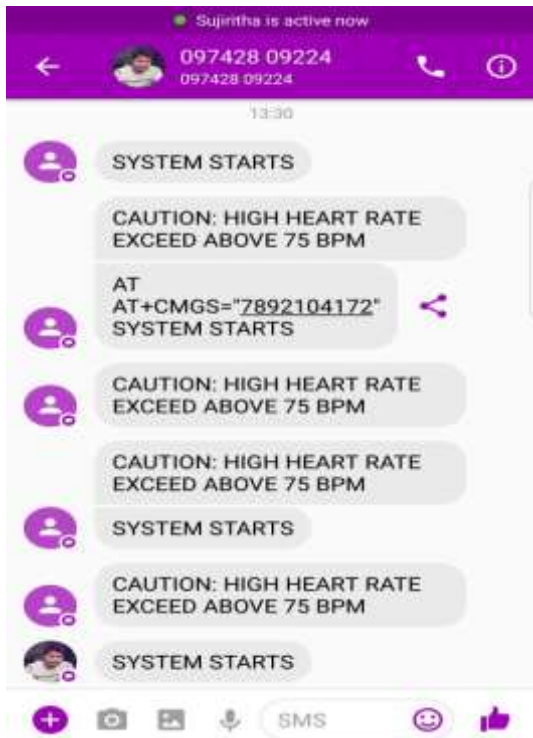 Sujiritha is active now
097428 09224
097428 09224
13:30
SYSTEM STARTS
CAUTION: HIGH HEART RATE
EXCEED ABOVE 75 BPM
AT
AT+CMGS="7892104172"
SYSTEM STARTS
CAUTION: HIGH HEART RATE
EXCEED ABOVE 75 BPM
CAUTION: HIGH HEART RATE
EXCEED ABOVE 75 BPM
SYSTEM STARTS
CAUTION: HIGH HEART RATE
EXCEED ABOVE 75 BPM
SYSTEM STARTS
SMS